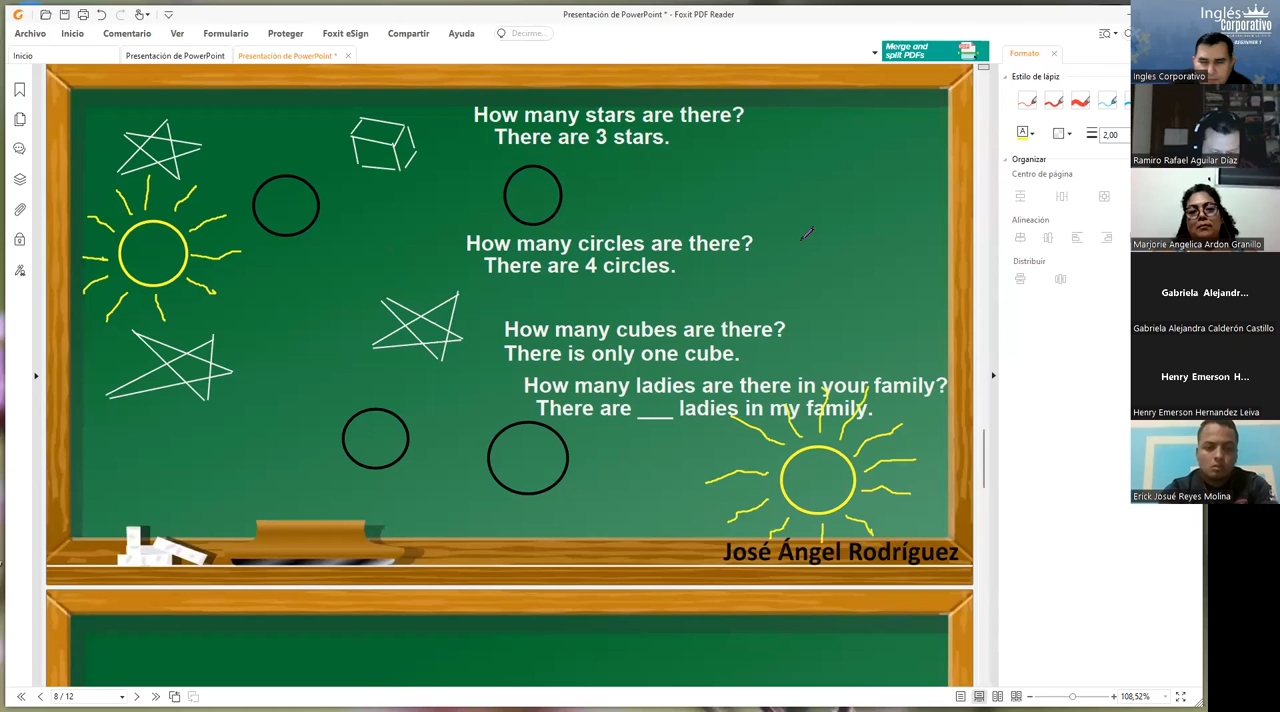 Presentación de PowerPoint * - Foxit PDF Reader
Archivo Inicio Comentario Ver Formulario Proteger Foxit eSign Compartir Ayuda Decirme...
Inicio Presentación de PowerPoint Presentación de PowerPoint *
Merge and
split PDFs
How many stars are there?
There are 3 stars.
How many circles are there?
There are 4 circles.
How many cubes are there?
There is only one cube.
How many ladies are there in your family?
There are ___ ladies in my family.
José Ángel Rodríguez
8 / 12
108,52%
Formato
Estilo de lápiz
2,00
Organizar
Centro de página
Alineación
Distribuir
Inglés
Corporativo
BEGINNER 1
Ingles Corporativo
Ramiro Rafael Aguilar Díaz
Marjorie Angelica Ardon Granillo
Gabriela Alejandr...
Gabriela Alejandra Calderón Castillo
Henry Emerson H...
Henry Emerson Hernandez Leiva
Erick Josué Reyes Molina